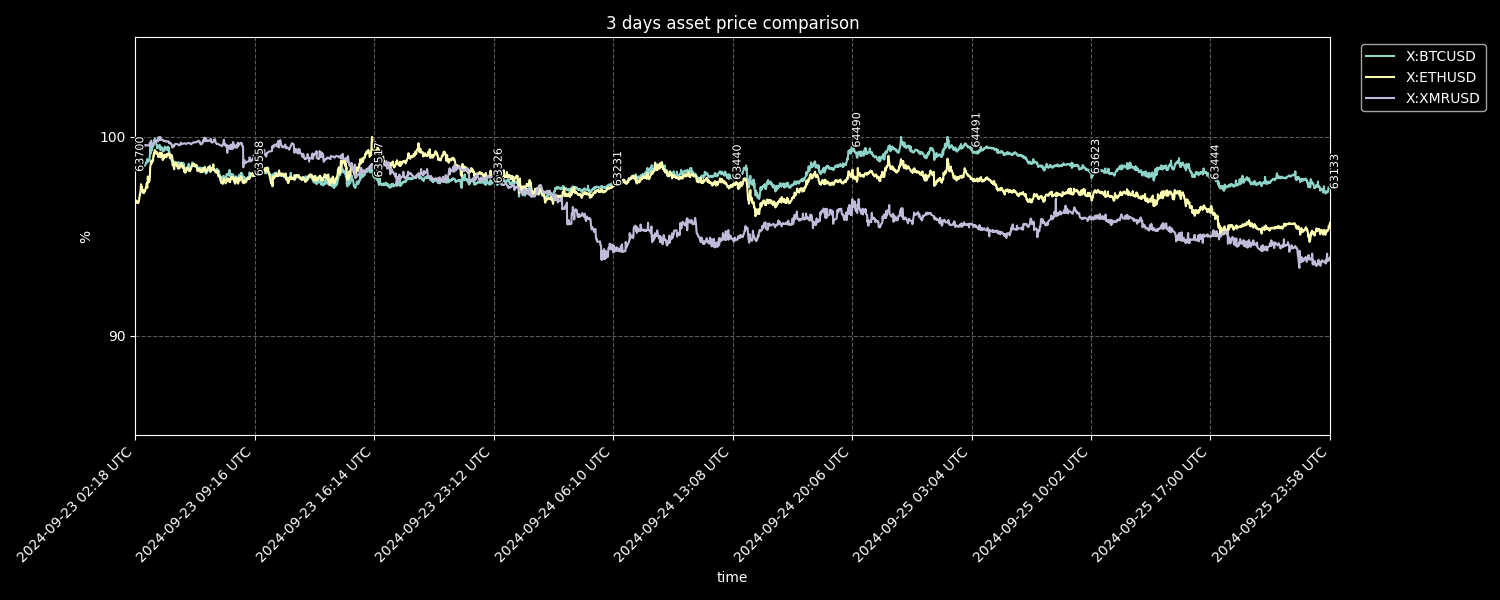 3 days asset price comparison
X:BTCUSD
X:ETHUSD
X:XMRUSD
100
90
%
63700
63558
63517
63326
63231
63440
64490
64491
63623
63444
63133
2024-09-23 02:18 UTC
2024-09-23 09:16 UTC
2024-09-23 16:14 UTC
2024-09-23 23:12 UTC
2024-09-24 06:10 UTC
2024-09-24 13:08 UTC
2024-09-24 20:06 UTC
2024-09-25 03:04 UTC
2024-09-25 10:02 UTC
2024-09-25 17:00 UTC
2024-09-25 23:58 UTC
time